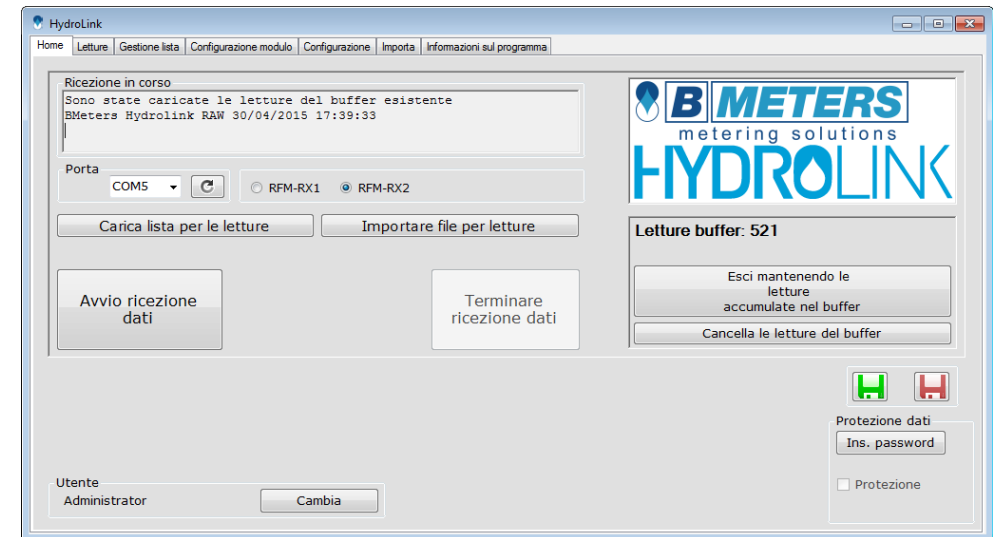 HydroLink
Home Letture Gestione lista Configurazione modulo Configurazione Importa Informazioni sul programma
Ricezione in corso
Sono state caricate le letture del buffer esistente
BMeters Hydrolink RAW 30/04/2015 17:39:33
Porta
COM5
RFM-RX1 RFM-RX2
Carica lista per le letture
Importare file per letture
Avvio ricezione
dati
Terminare
ricezione dati
B METERS
metering solutions
HYDROLINK
Letture buffer: 521
Esci mantenendo le
letture
accumulate nel buffer
Cancella le letture del buffer
Protezione dati
Ins. password
Protezione
Utente
Administrator
Cambia